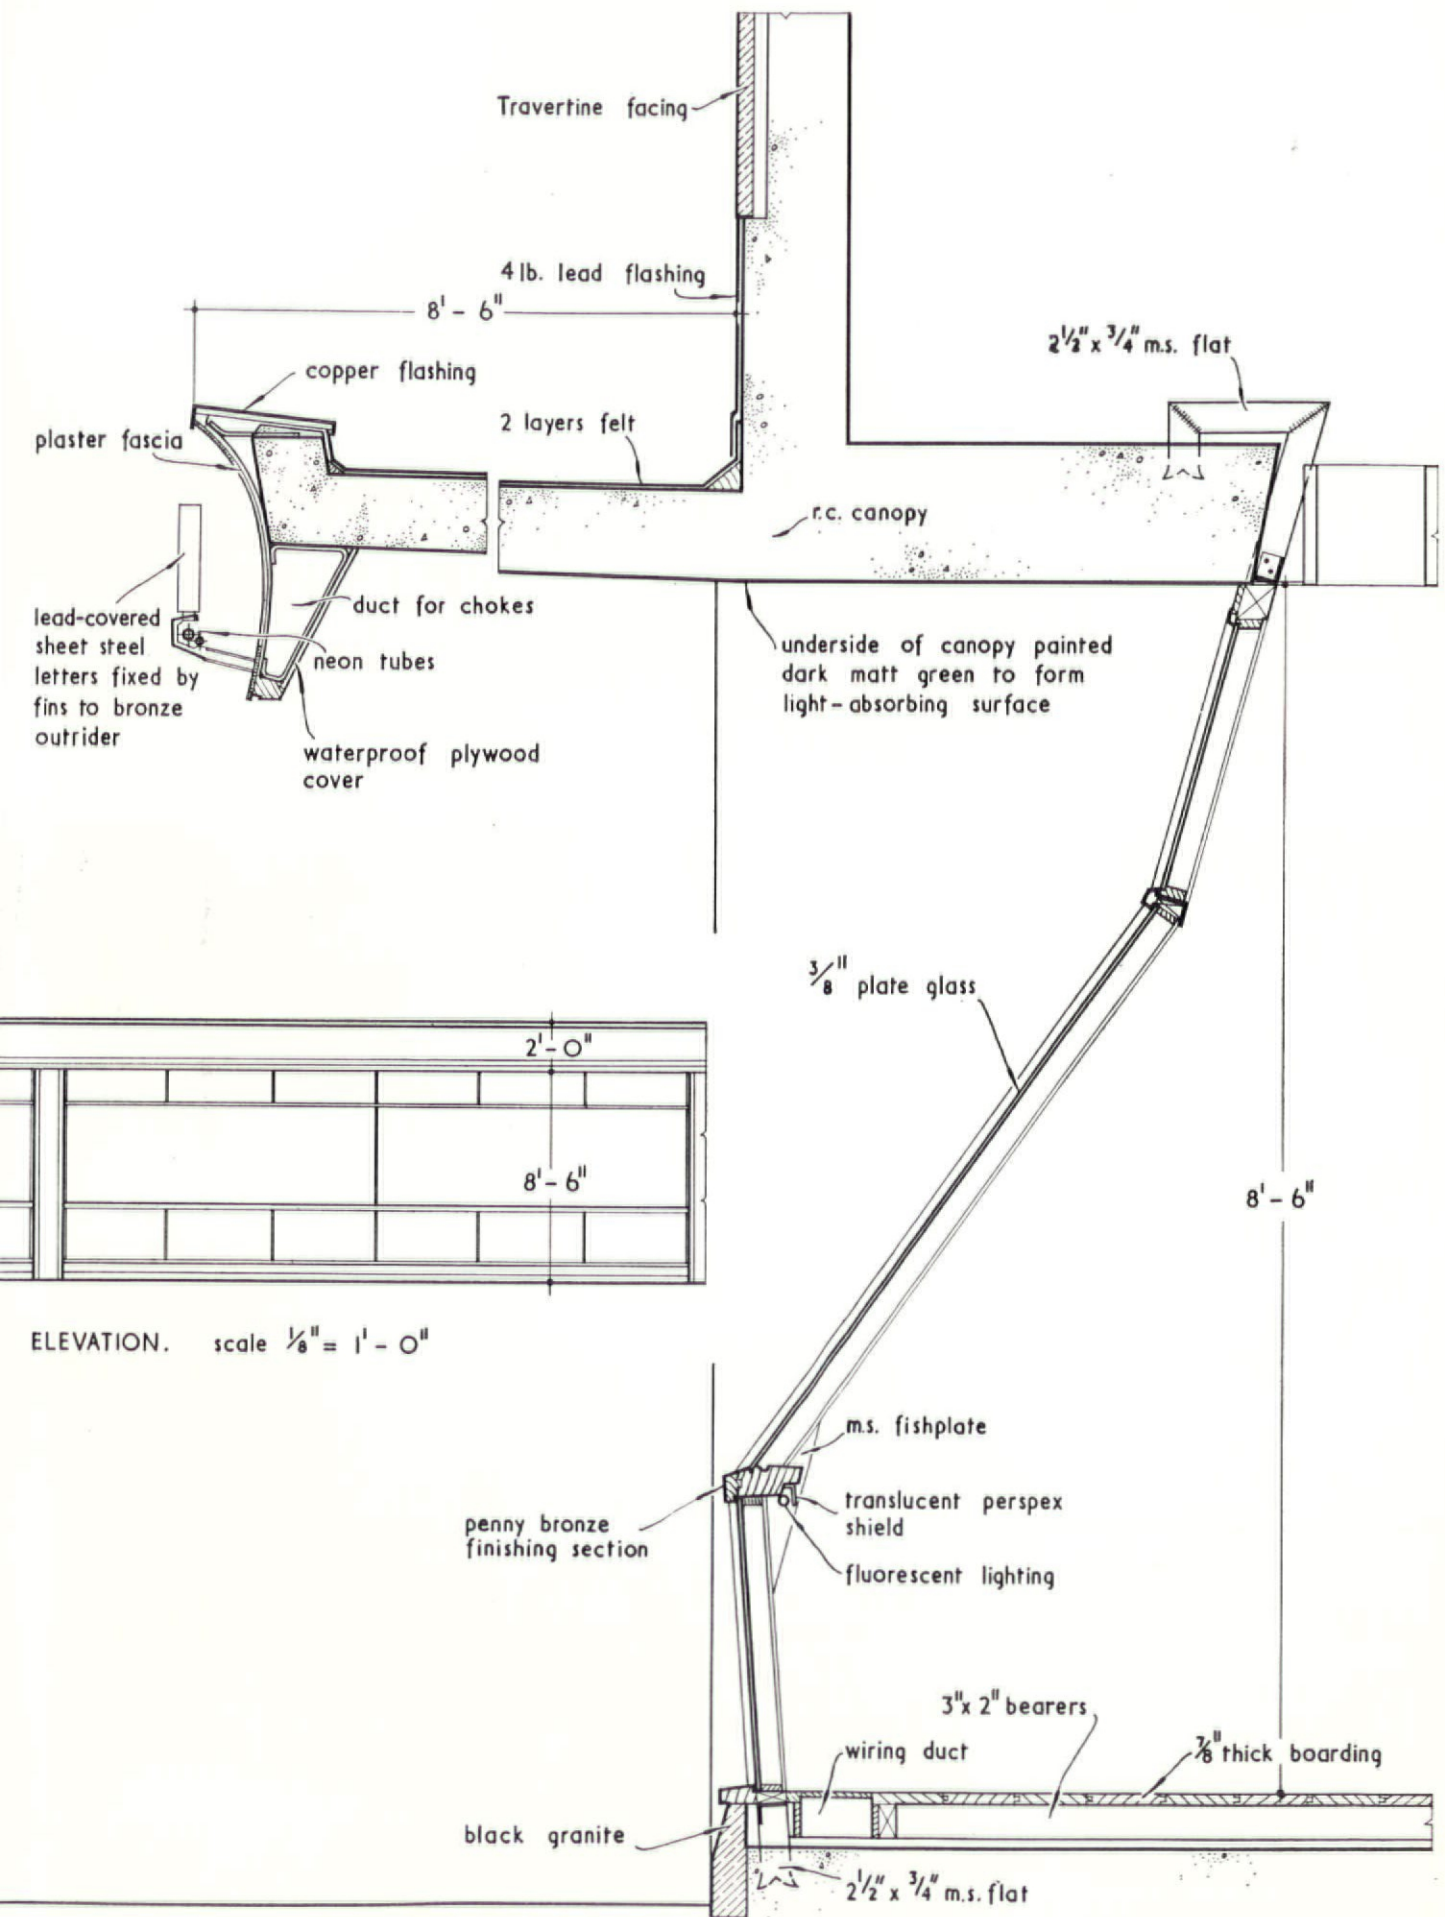 Travertine facing
4 lb. lead flashing
8' - 6"
2½" x ¾" m.s. flat
copper flashing
plaster fascia
2 layers felt
r.c. canopy
lead-covered
sheet steel
letters fixed by
fins to bronze
outrider
duct for chokes
neon tubes
waterproof plywood
cover
underside of canopy painted
dark matt green to form
light-absorbing surface
⅜" plate glass
2' - 0"
8' - 6"
8' - 6"
ELEVATION. scale ⅛" = 1' - 0"
m.s. fishplate
translucent perspex
shield
penny bronze
finishing section
fluorescent lighting
3" x 2" bearers
wiring duct
⅞" thick boarding
black granite
2½" x ¾" m.s. flat